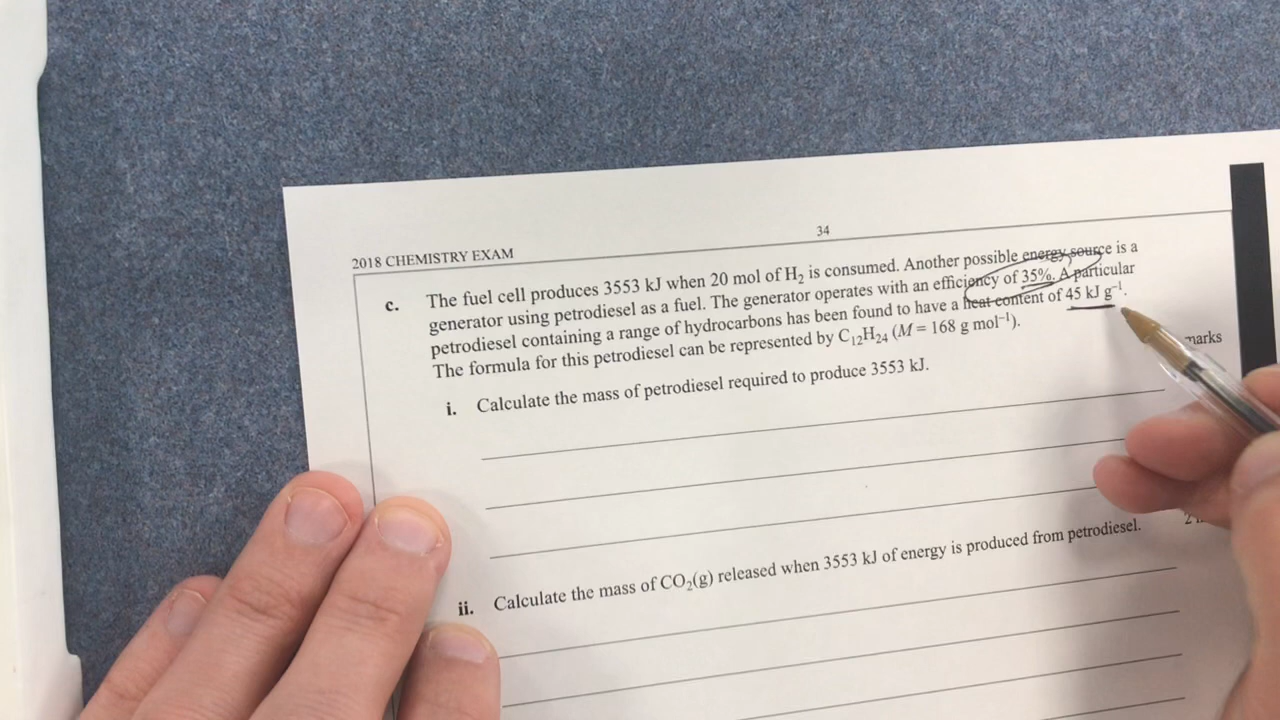 2018 CHEMISTRY EXAM
34
c. The fuel cell produces 3553 kJ when 20 mol of H₂ is consumed. Another possible energy source is a
generator using petrodiesel as a fuel. The generator operates with an efficiency of 35%. A particular
petrodiesel containing a range of hydrocarbons has been found to have a heat content of 45 kJ g⁻¹.
The formula for this petrodiesel can be represented by C₁₂H₂₄ (M = 168 g mol⁻¹).
i. Calculate the mass of petrodiesel required to produce 3553 kJ.
marks
ii. Calculate the mass of CO₂(g) released when 3553 kJ of energy is produced from petrodiesel.
2